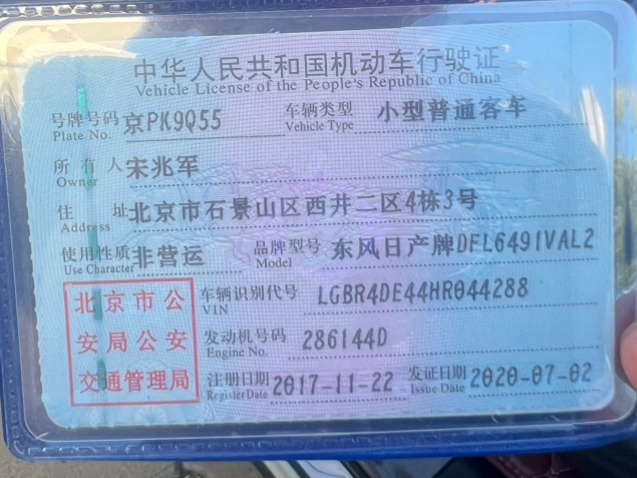 中华人民共和国机动车行驶证
Vehicle License of the People's Republic of China
号牌号码 京PK9Q55 车辆类型 小型普通客车
Plate No. Vehicle Type
所有人 宋兆军
Owner
住址 北京市石景山区西井二区4栋3号
Address
使用性质 非营运 品牌型号 东风日产牌DFL6491VAL2
Use Character Model
北京市公安局公安交通管理局
车辆识别代号 LGBR4DE44HR044288
VIN
发动机号码 286144D
Engine No.
注册日期 2017-11-22 发证日期 2020-07-02
Register Date Issue Date